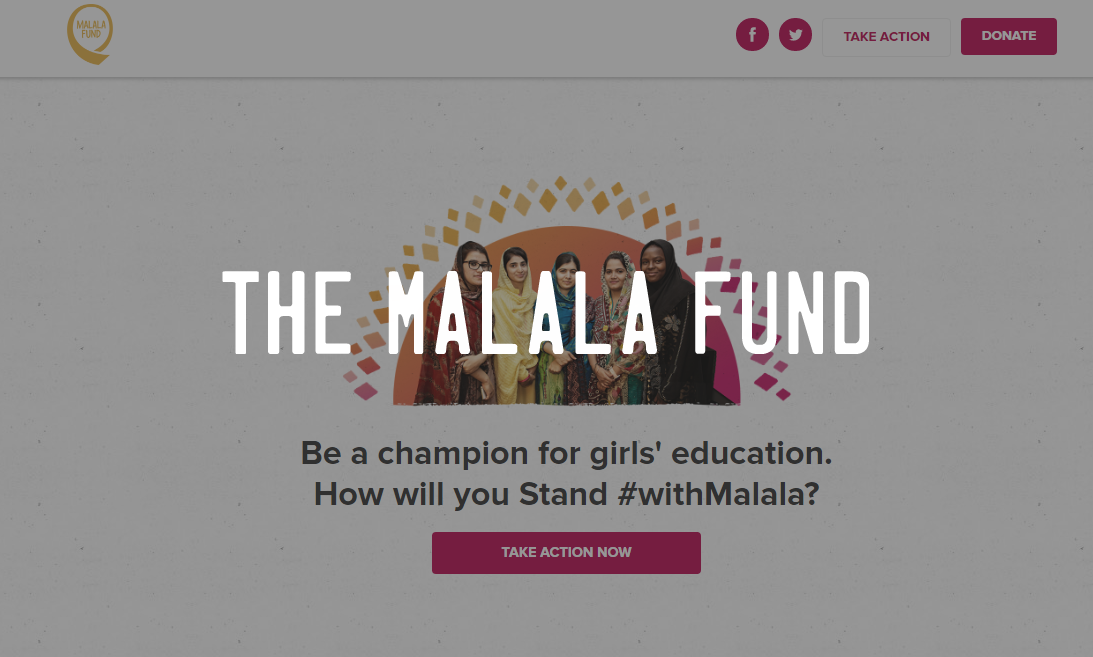 MALALA
FUND
TAKE ACTION
DONATE
THE MALALA FUND
Be a champion for girls' education.
How will you Stand #withMalala?
TAKE ACTION NOW